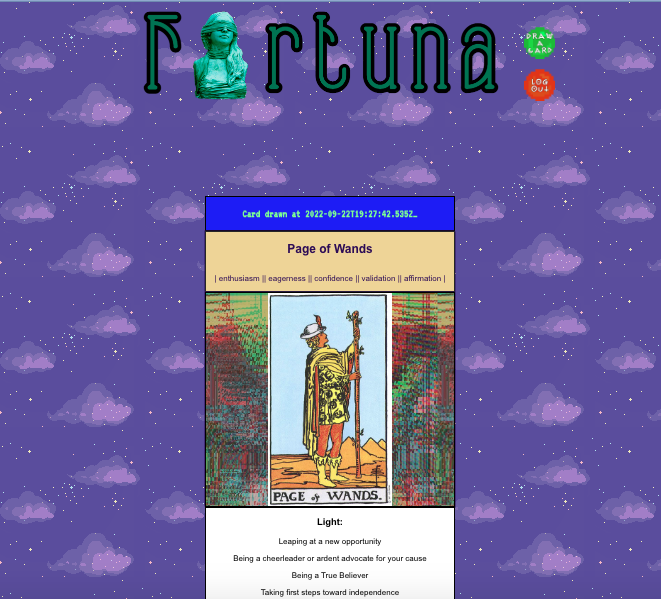 Fortuna
DRAW
A
CARD
LOG
OUT
Card drawn at 2022-09-22T19:27:42.535Z…
Page of Wands
| enthusiasm || eagerness || confidence || validation || affirmation |
PAGE of WANDS.
Light:
Leaping at a new opportunity
Being a cheerleader or ardent advocate for your cause
Being a True Believer
Taking first steps toward independence